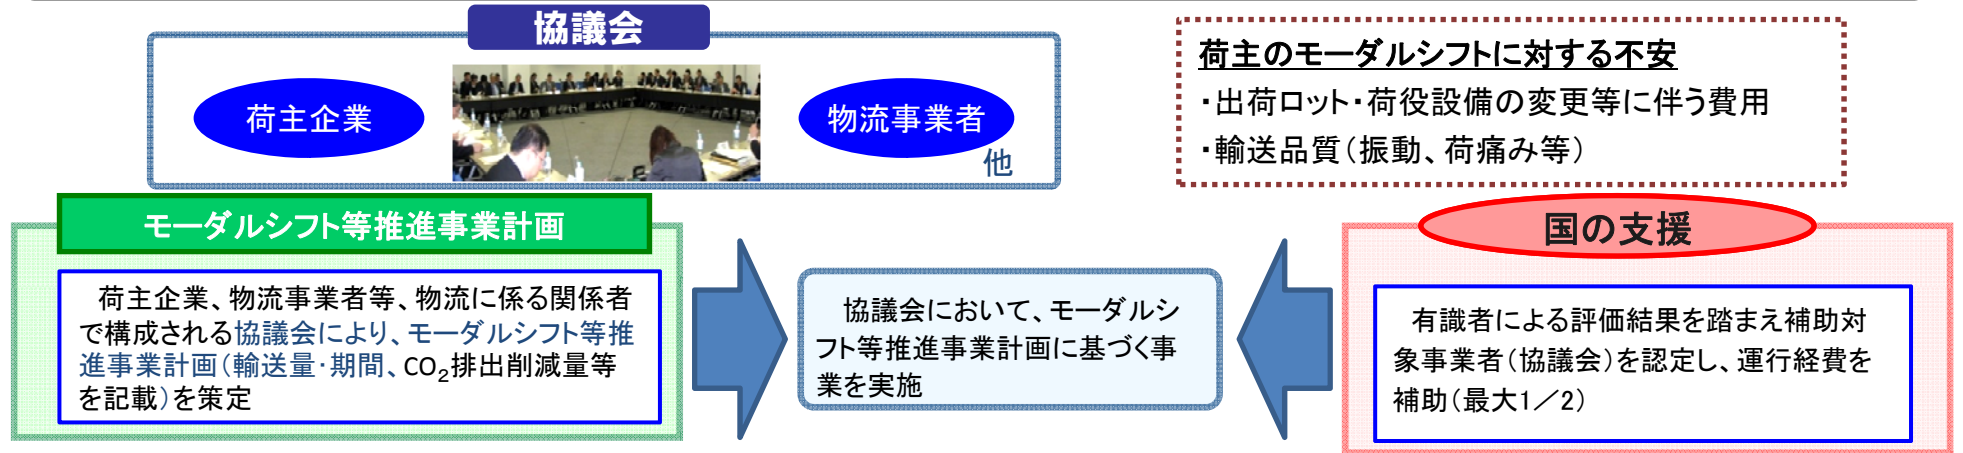 協議会
荷主企業
物流事業者
他
荷主のモーダルシフトに対する不安
・出荷ロット・荷役設備の変更等に伴う費用
・輸送品質（振動、荷痛み等）
モーダルシフト等推進事業計画
荷主企業、物流事業者等、物流に係る関係者
で構成される協議会により、モーダルシフト等推
進事業計画（輸送量・期間、CO₂排出削減量等
を記載）を策定
協議会において、モーダルシ
フト等推進事業計画に基づく事
業を実施
国の支援
有識者による評価結果を踏まえ補助対
象事業者（協議会）を認定し、運行経費を
補助（最大1／2）